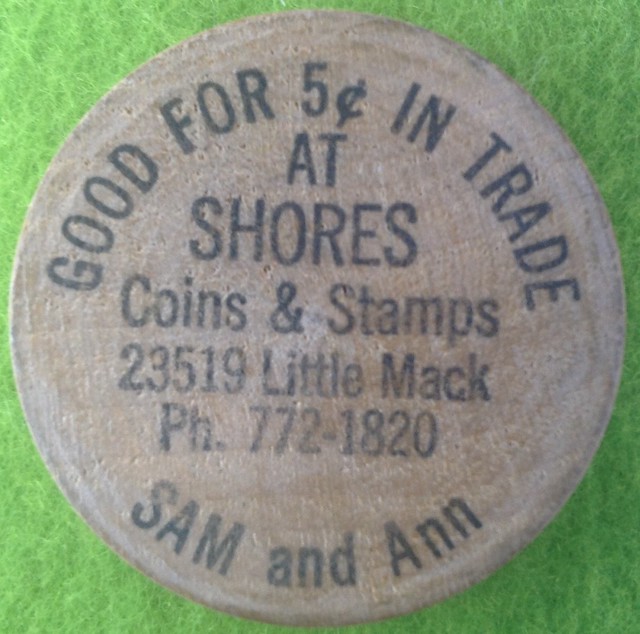 GOOD FOR 5¢ IN TRADE
AT
SHORES
Coins & Stamps
23519 Little Mack
Ph. 772-1820
SAM and Ann